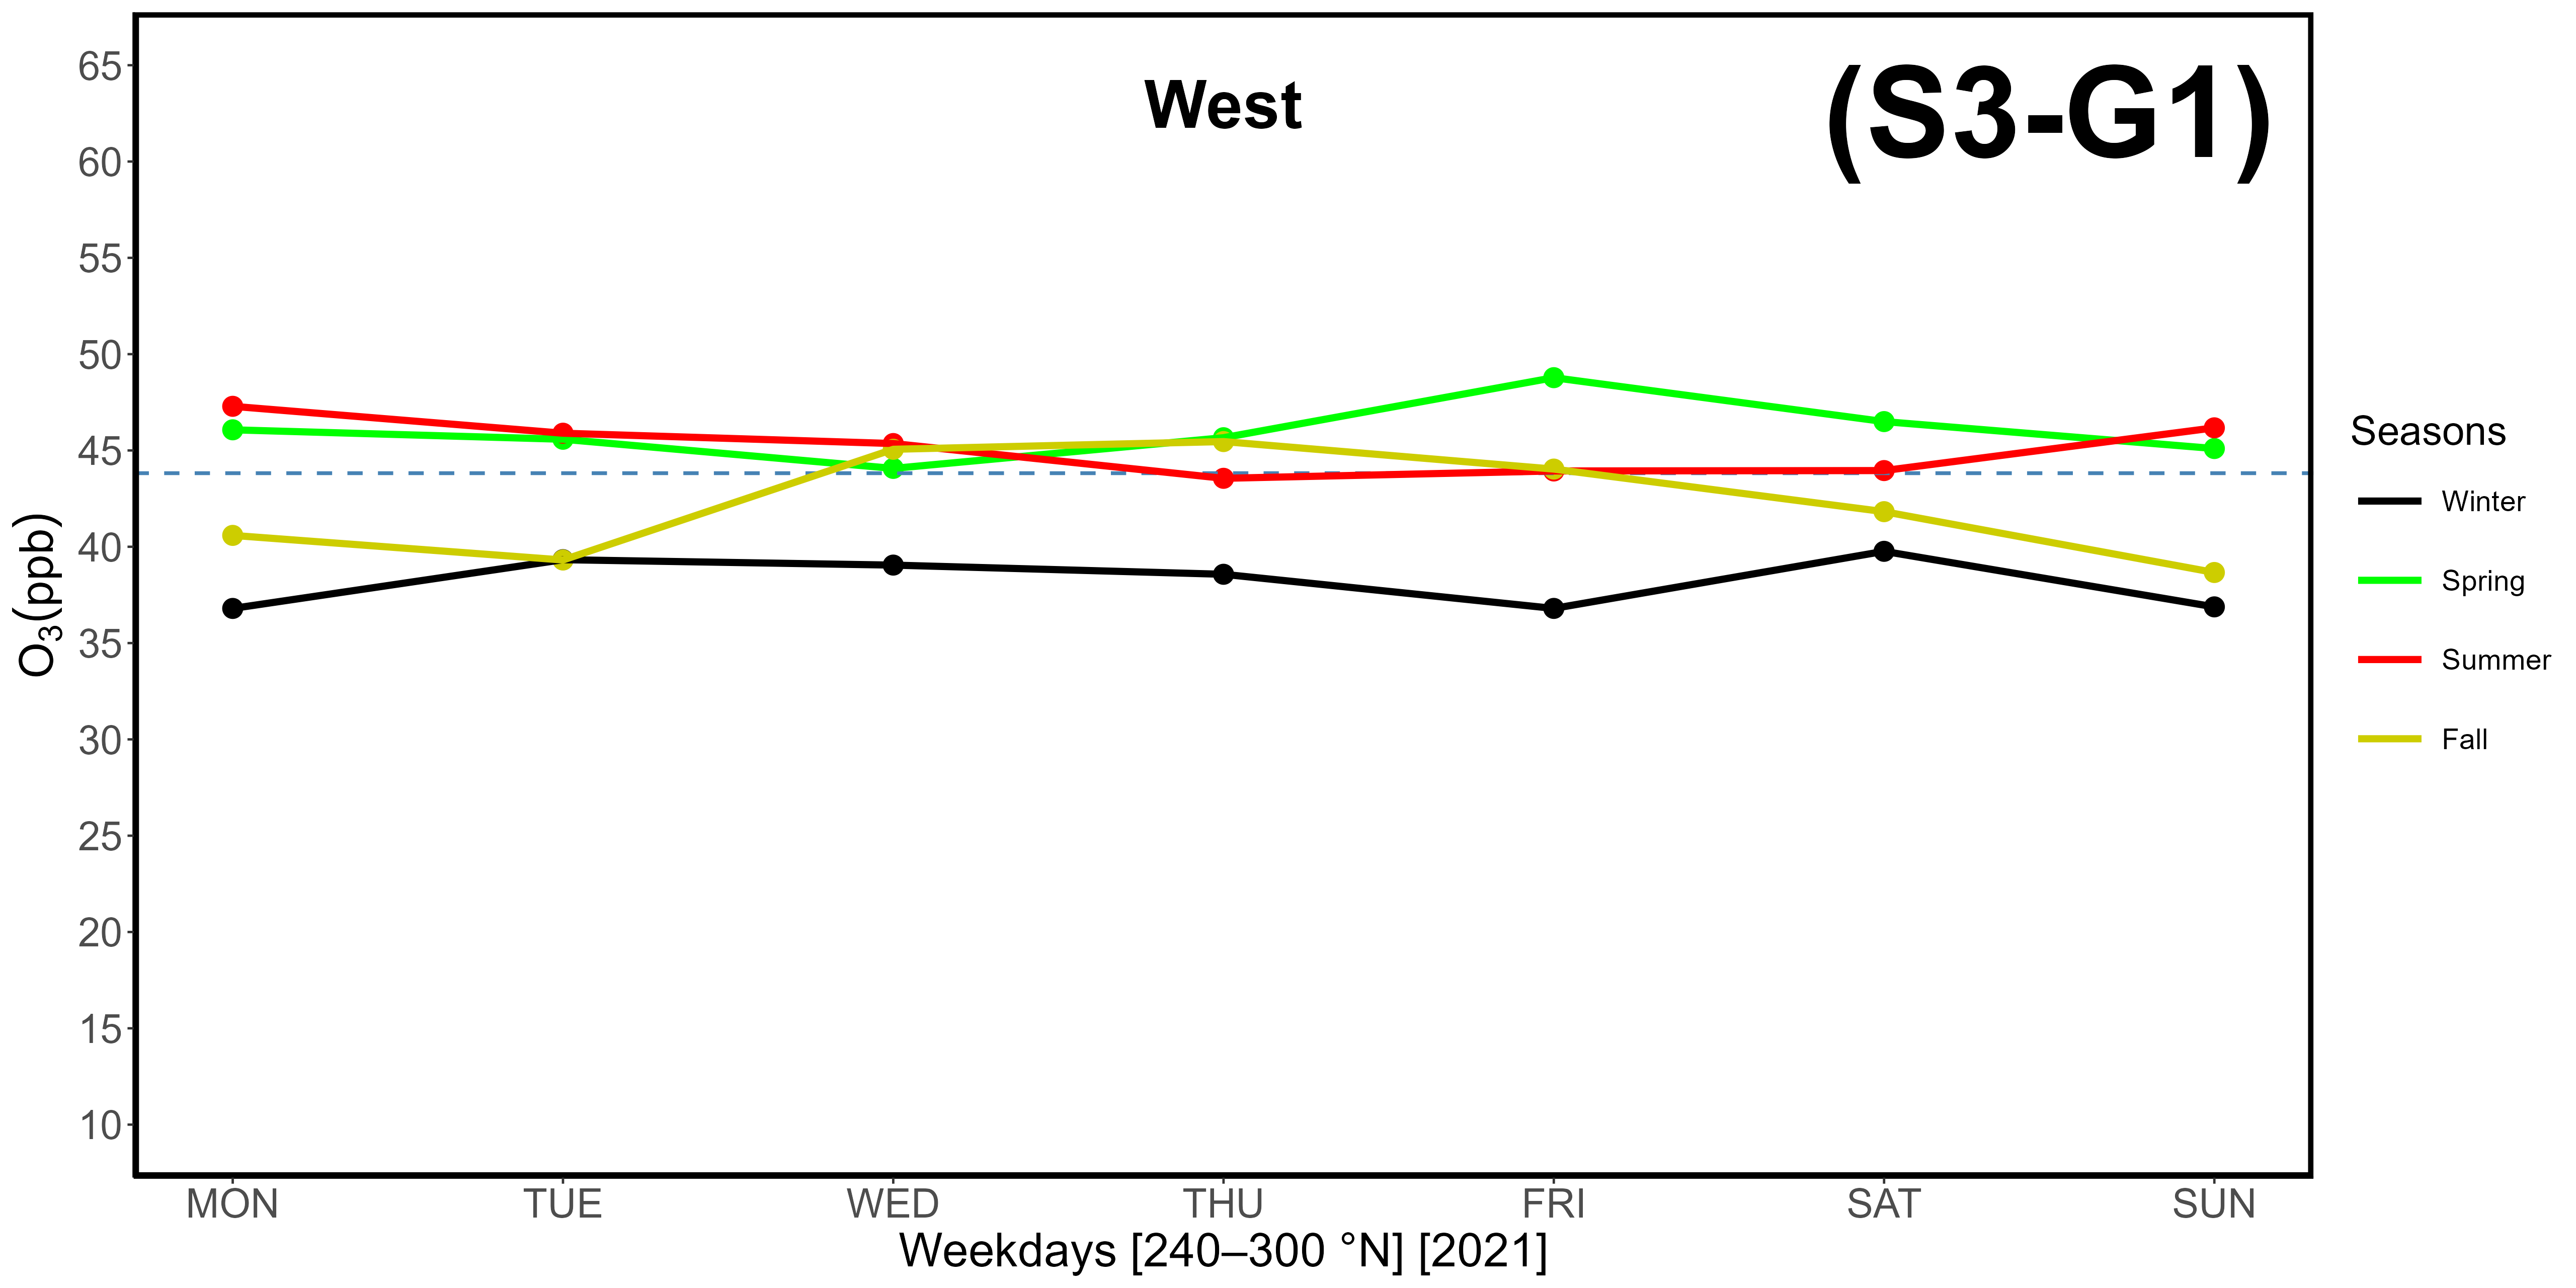 West
(S3-G1)
65
60
55
50
45
40
35
30
25
20
15
10
O₃(ppb)
MON TUE WED THU FRI SAT SUN
Weekdays [240–300 °N] [2021]
Seasons
Winter
Spring
Summer
Fall